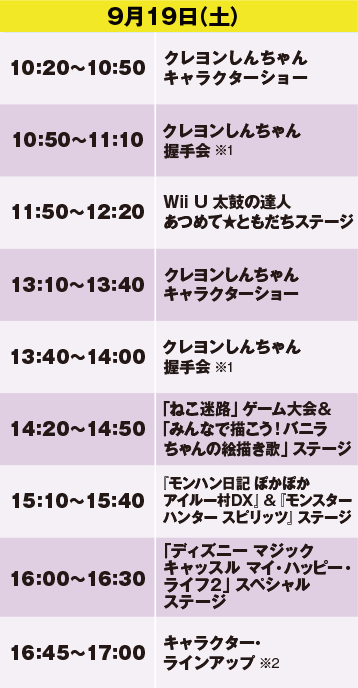 9月19日(土)
10:20〜10:50
クレヨンしんちゃん
キャラクターショー
10:50〜11:10
クレヨンしんちゃん
握手会 ※1
11:50〜12:20
Wii U 太鼓の達人
あつめて★ともだちステージ
13:10〜13:40
クレヨンしんちゃん
キャラクターショー
13:40〜14:00
クレヨンしんちゃん
握手会 ※1
14:20〜14:50
「ねこ迷路」ゲーム大会&
「みんなで描こう！バニラ
ちゃんの絵描き歌」ステージ
15:10〜15:40
『モンハン日記 ぽかぽか
アイルー村DX』&『モンスター
ハンター スピリッツ』ステージ
16:00〜16:30
「ディズニー マジック
キャッスル マイ・ハッピー・
ライフ2」スペシャル
ステージ
16:45〜17:00
キャラクター・
ラインアップ ※2